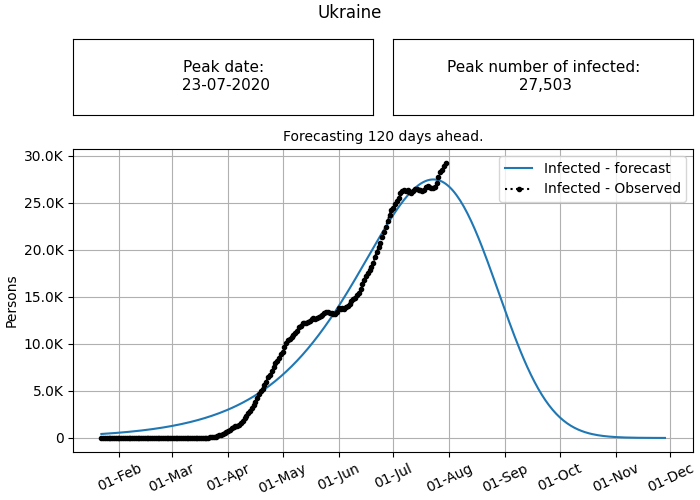 Ukraine
Peak date:
23-07-2020
Peak number of infected:
27,503
Forecasting 120 days ahead.
30.0K
25.0K
20.0K
15.0K
10.0K
5.0K
0
Persons
Infected - forecast
Infected - Observed
01-Feb
01-Mar
01-Apr
01-May
01-Jun
01-Jul
01-Aug
01-Sep
01-Oct
01-Nov
01-Dec